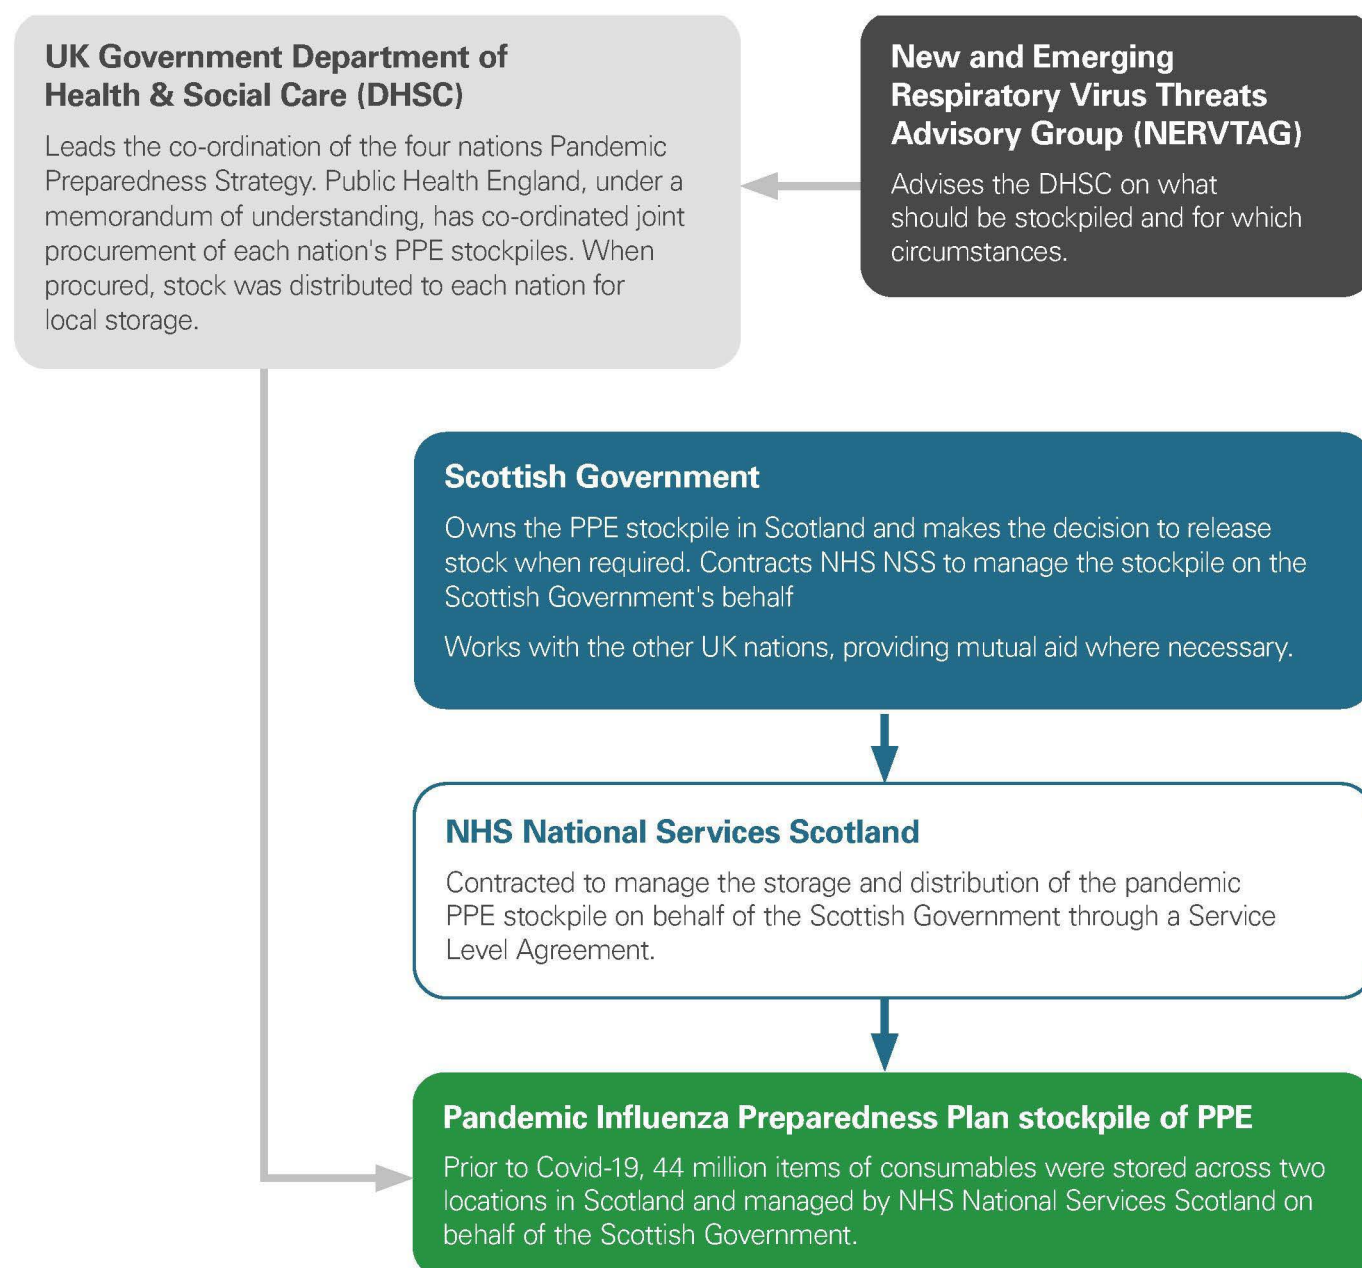 UK Government Department of
Health & Social Care (DHSC)
Leads the co-ordination of the four nations Pandemic
Preparedness Strategy. Public Health England, under a
memorandum of understanding, has co-ordinated joint
procurement of each nation's PPE stockpiles. When
procured, stock was distributed to each nation for
local storage.
New and Emerging
Respiratory Virus Threats
Advisory Group (NERVTAG)
Advises the DHSC on what
should be stockpiled and for which
circumstances.
Scottish Government
Owns the PPE stockpile in Scotland and makes the decision to release
stock when required. Contracts NHS NSS to manage the stockpile on the
Scottish Government's behalf
Works with the other UK nations, providing mutual aid where necessary.
NHS National Services Scotland
Contracted to manage the storage and distribution of the pandemic
PPE stockpile on behalf of the Scottish Government through a Service
Level Agreement.
Pandemic Influenza Preparedness Plan stockpile of PPE
Prior to Covid-19, 44 million items of consumables were stored across two
locations in Scotland and managed by NHS National Services Scotland on
behalf of the Scottish Government.